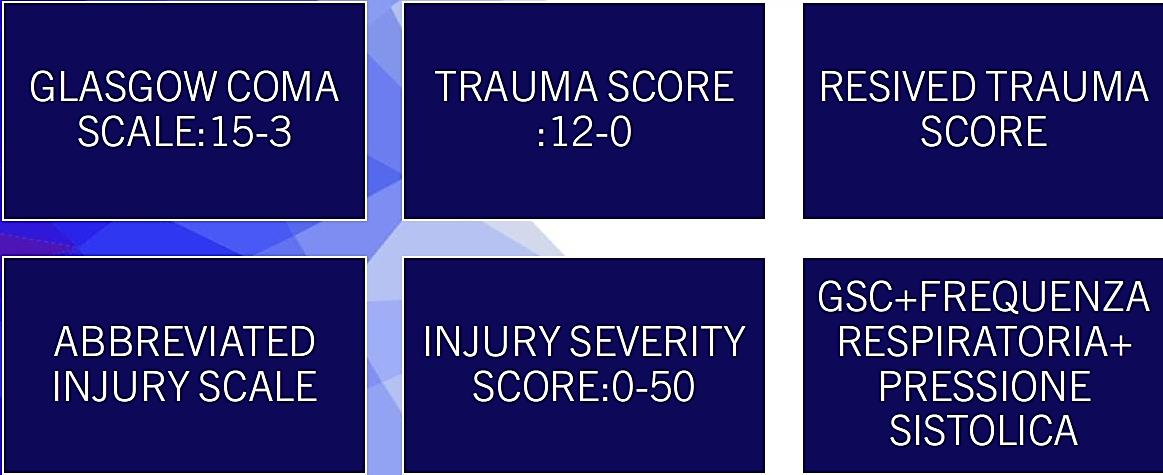 GLASGOW COMA
SCALE:15-3
TRAUMA SCORE
:12-0
RESIVED TRAUMA
SCORE
ABBREVIATED
INJURY SCALE
INJURY SEVERITY
SCORE:0-50
GSC+FREQUENZA
RESPIRATORIA+
PRESSIONE
SISTOLICA